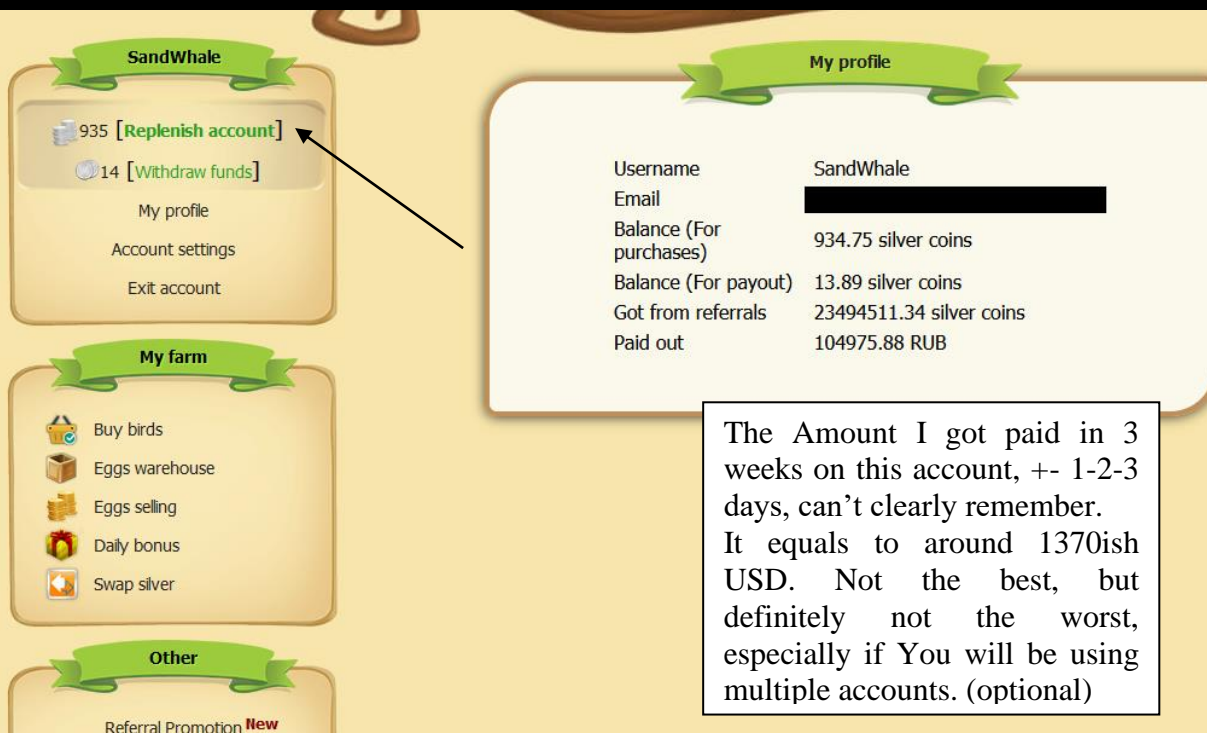 SandWhale
935 [Replenish account]
14 [Withdraw funds]
My profile
Account settings
Exit account
My farm
Buy birds
Eggs warehouse
Eggs selling
Daily bonus
Swap silver
Other
Referral Promotion New
My profile
Username SandWhale
Email
Balance (For
purchases) 934.75 silver coins
Balance (For payout) 13.89 silver coins
Got from referrals 23494511.34 silver coins
Paid out 104975.88 RUB
The Amount I got paid in 3
weeks on this account, +- 1-2-3
days, can’t clearly remember.
It equals to around 1370ish
USD. Not the best, but
definitely not the worst,
especially if You will be using
multiple accounts. (optional)